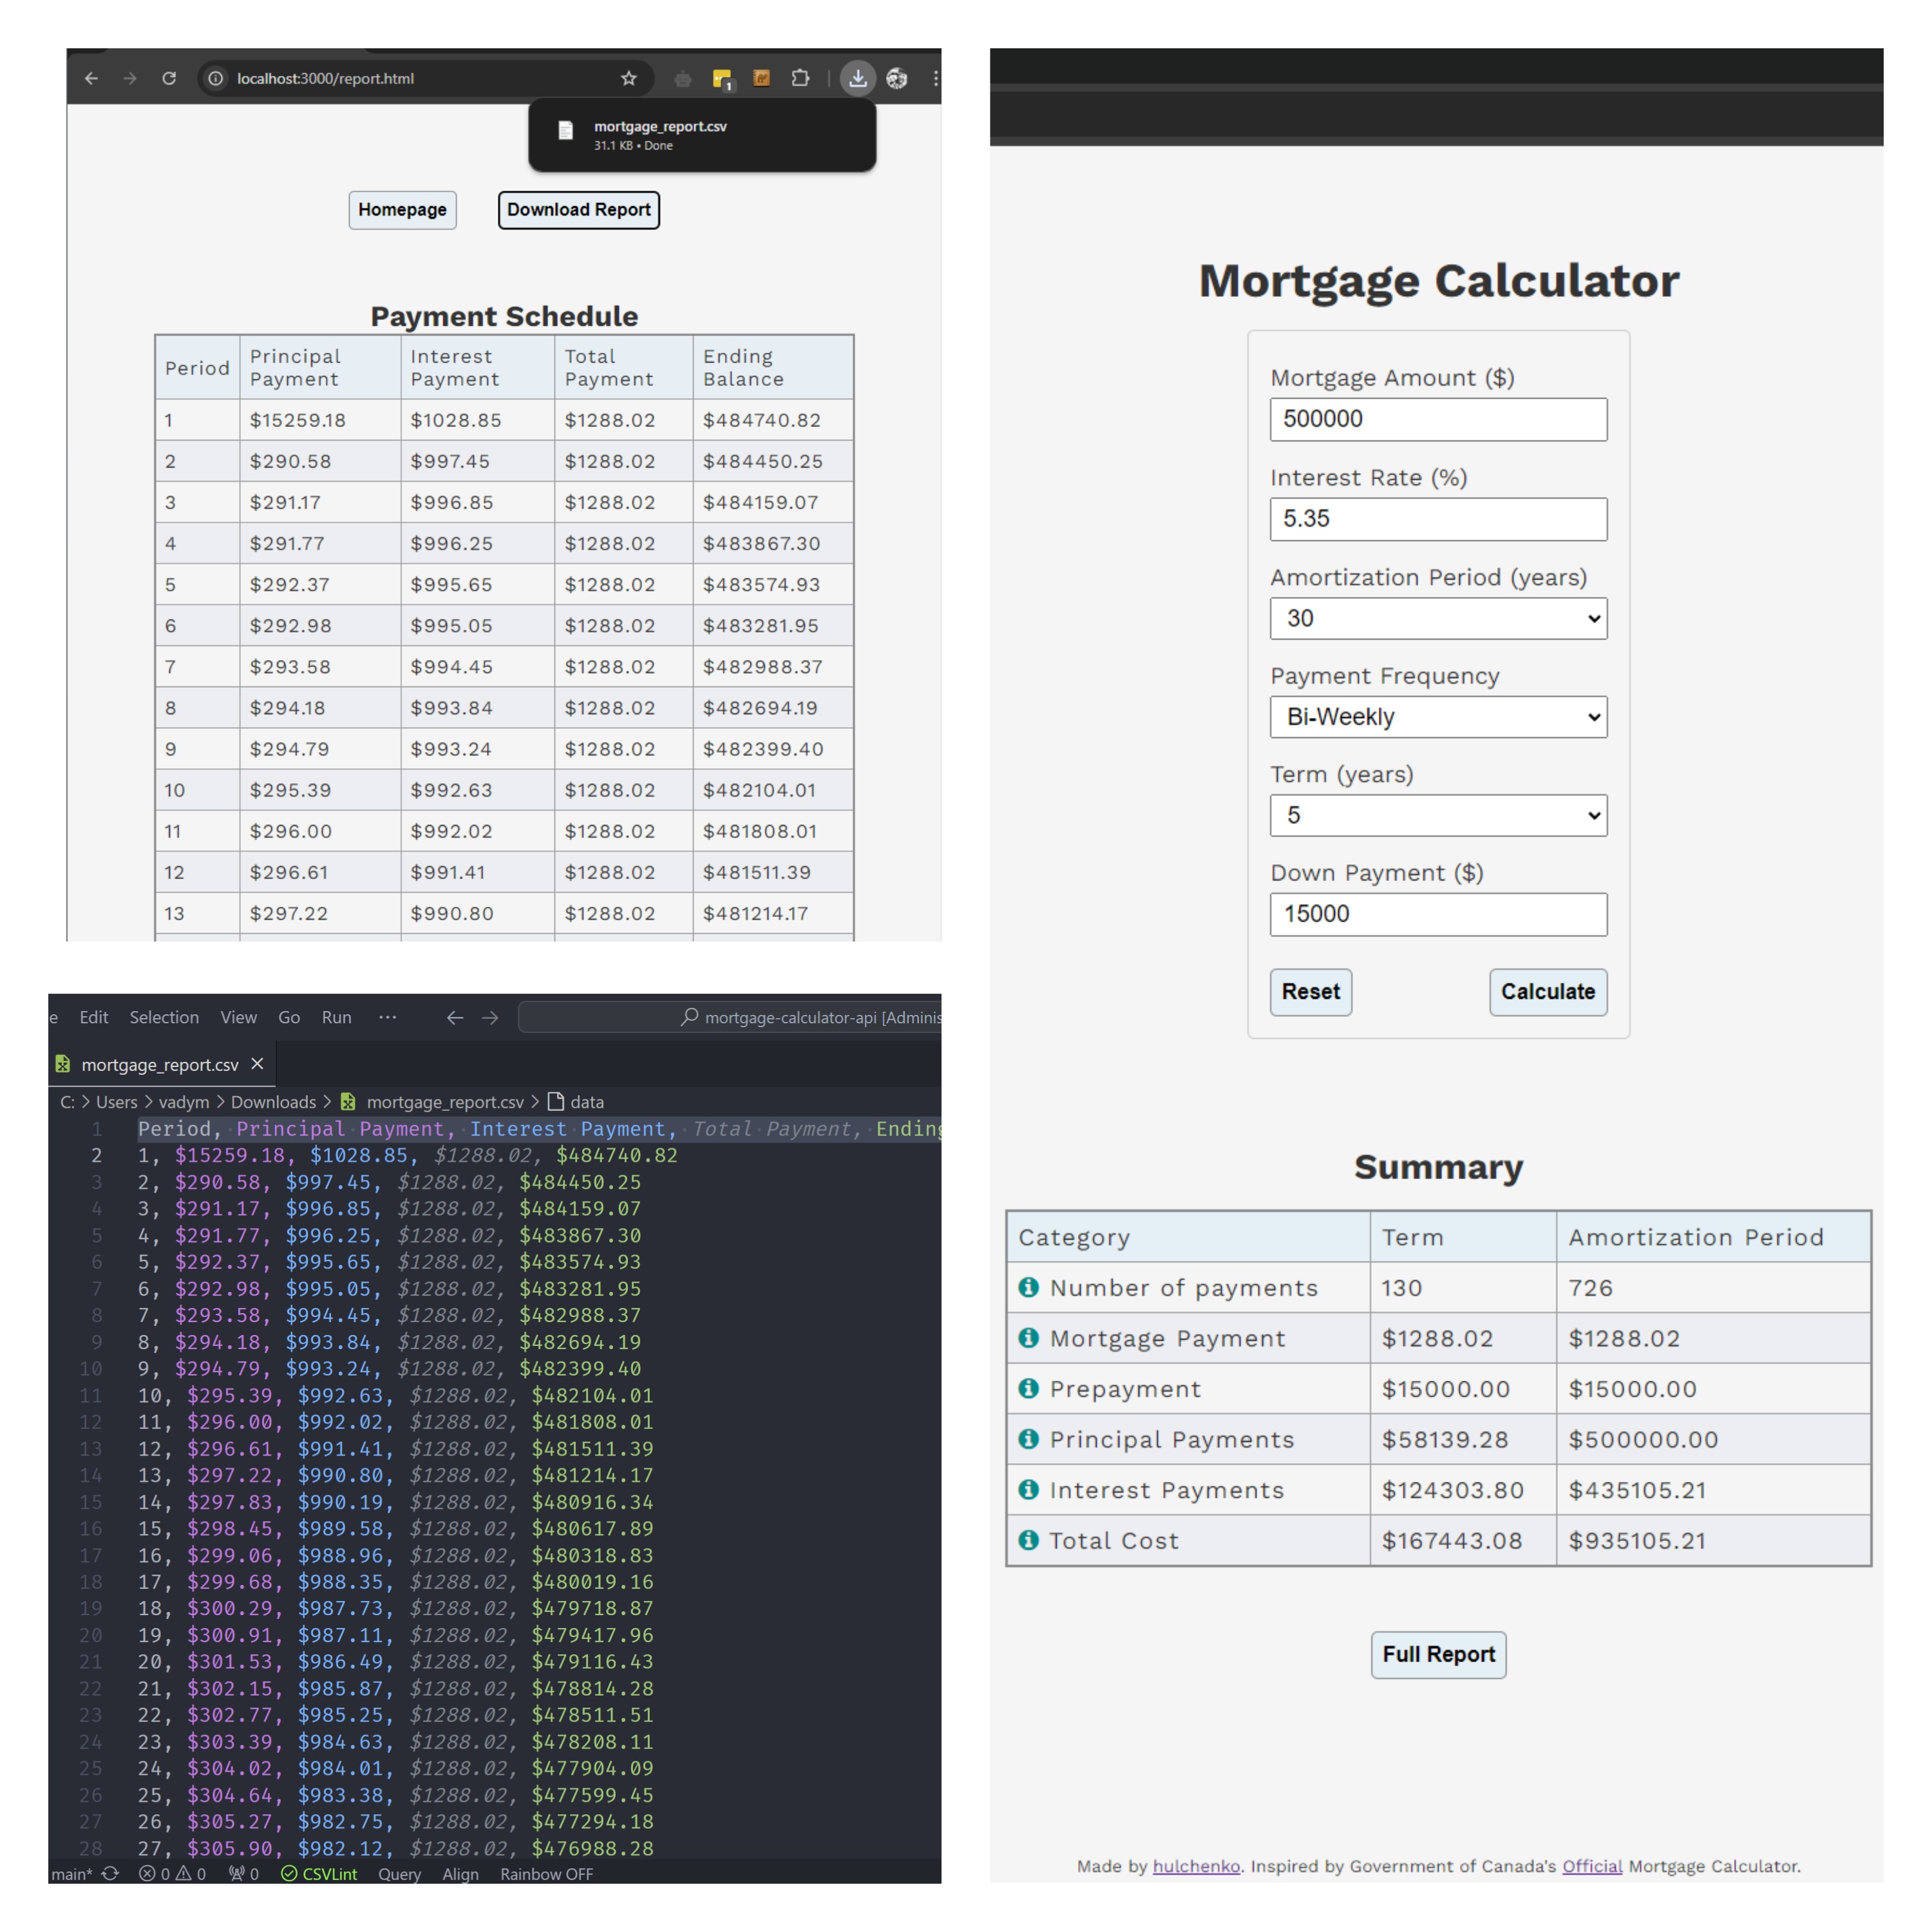 localhost:3000/report.html
1
mortgage_report.csv
31.1 KB • Done
Homepage Download Report
Payment Schedule
Period Principal Payment Interest Payment Total Payment Ending Balance
1 $15259.18 $1028.85 $1288.02 $484740.82
2 $290.58 $997.45 $1288.02 $484450.25
3 $291.17 $996.85 $1288.02 $484159.07
4 $291.77 $996.25 $1288.02 $483867.30
5 $292.37 $995.65 $1288.02 $483574.93
6 $292.98 $995.05 $1288.02 $483281.95
7 $293.58 $994.45 $1288.02 $482988.37
8 $294.18 $993.84 $1288.02 $482694.19
9 $294.79 $993.24 $1288.02 $482399.40
10 $295.39 $992.63 $1288.02 $482104.01
11 $296.00 $992.02 $1288.02 $481808.01
12 $296.61 $991.41 $1288.02 $481511.39
13 $297.22 $990.80 $1288.02 $481214.17
e Edit Selection View Go Run ··· mortgage-calculator-api [Adminis
mortgage_report.csv
C: > Users > vadym > Downloads > mortgage_report.csv > data
1 Period, Principal Payment, Interest Payment, Total Payment, Ending
2 1, $15259.18, $1028.85, $1288.02, $484740.82
3 2, $290.58, $997.45, $1288.02, $484450.25
4 3, $291.17, $996.85, $1288.02, $484159.07
5 4, $291.77, $996.25, $1288.02, $483867.30
6 5, $292.37, $995.65, $1288.02, $483574.93
7 6, $292.98, $995.05, $1288.02, $483281.95
8 7, $293.58, $994.45, $1288.02, $482988.37
9 8, $294.18, $993.84, $1288.02, $482694.19
10 9, $294.79, $993.24, $1288.02, $482399.40
11 10, $295.39, $992.63, $1288.02, $482104.01
12 11, $296.00, $992.02, $1288.02, $481808.01
13 12, $296.61, $991.41, $1288.02, $481511.39
14 13, $297.22, $990.80, $1288.02, $481214.17
15 14, $297.83, $990.19, $1288.02, $480916.34
16 15, $298.45, $989.58, $1288.02, $480617.89
17 16, $299.06, $988.96, $1288.02, $480318.83
18 17, $299.68, $988.35, $1288.02, $480019.16
19 18, $300.29, $987.73, $1288.02, $479718.87
20 19, $300.91, $987.11, $1288.02, $479417.96
21 20, $301.53, $986.49, $1288.02, $479116.43
22 21, $302.15, $985.87, $1288.02, $478814.28
23 22, $302.77, $985.25, $1288.02, $478511.51
24 23, $303.39, $984.63, $1288.02, $478208.11
25 24, $304.02, $984.01, $1288.02, $477904.09
26 25, $304.64, $983.38, $1288.02, $477599.45
27 26, $305.27, $982.75, $1288.02, $477294.18
28 27, $305.90, $982.12, $1288.02, $476988.28
main* 0 0 0 CSVLint Query Align Rainbow OFF
Mortgage Calculator
Mortgage Amount ($)
500000
Interest Rate (%)
5.35
Amortization Period (years)
30
Payment Frequency
Bi-Weekly
Term (years)
5
Down Payment ($)
15000
Reset Calculate
Summary
Category Term Amortization Period
Number of payments 130 726
Mortgage Payment $1288.02 $1288.02
Prepayment $15000.00 $15000.00
Principal Payments $58139.28 $500000.00
Interest Payments $124303.80 $435105.21
Total Cost $167443.08 $935105.21
Full Report
Made by hulchenko. Inspired by Government of Canada's Official Mortgage Calculator.